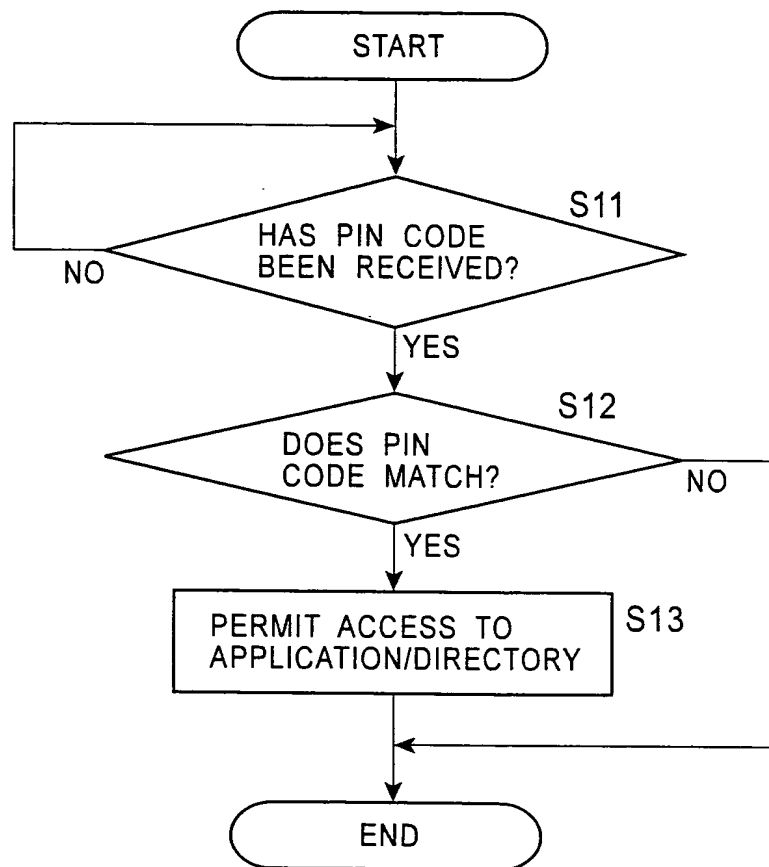 START
S11
HAS PIN CODE
BEEN RECEIVED?
NO
YES
S12
DOES PIN
CODE MATCH?
NO
YES
S13
PERMIT ACCESS TO
APPLICATION/DIRECTORY
END